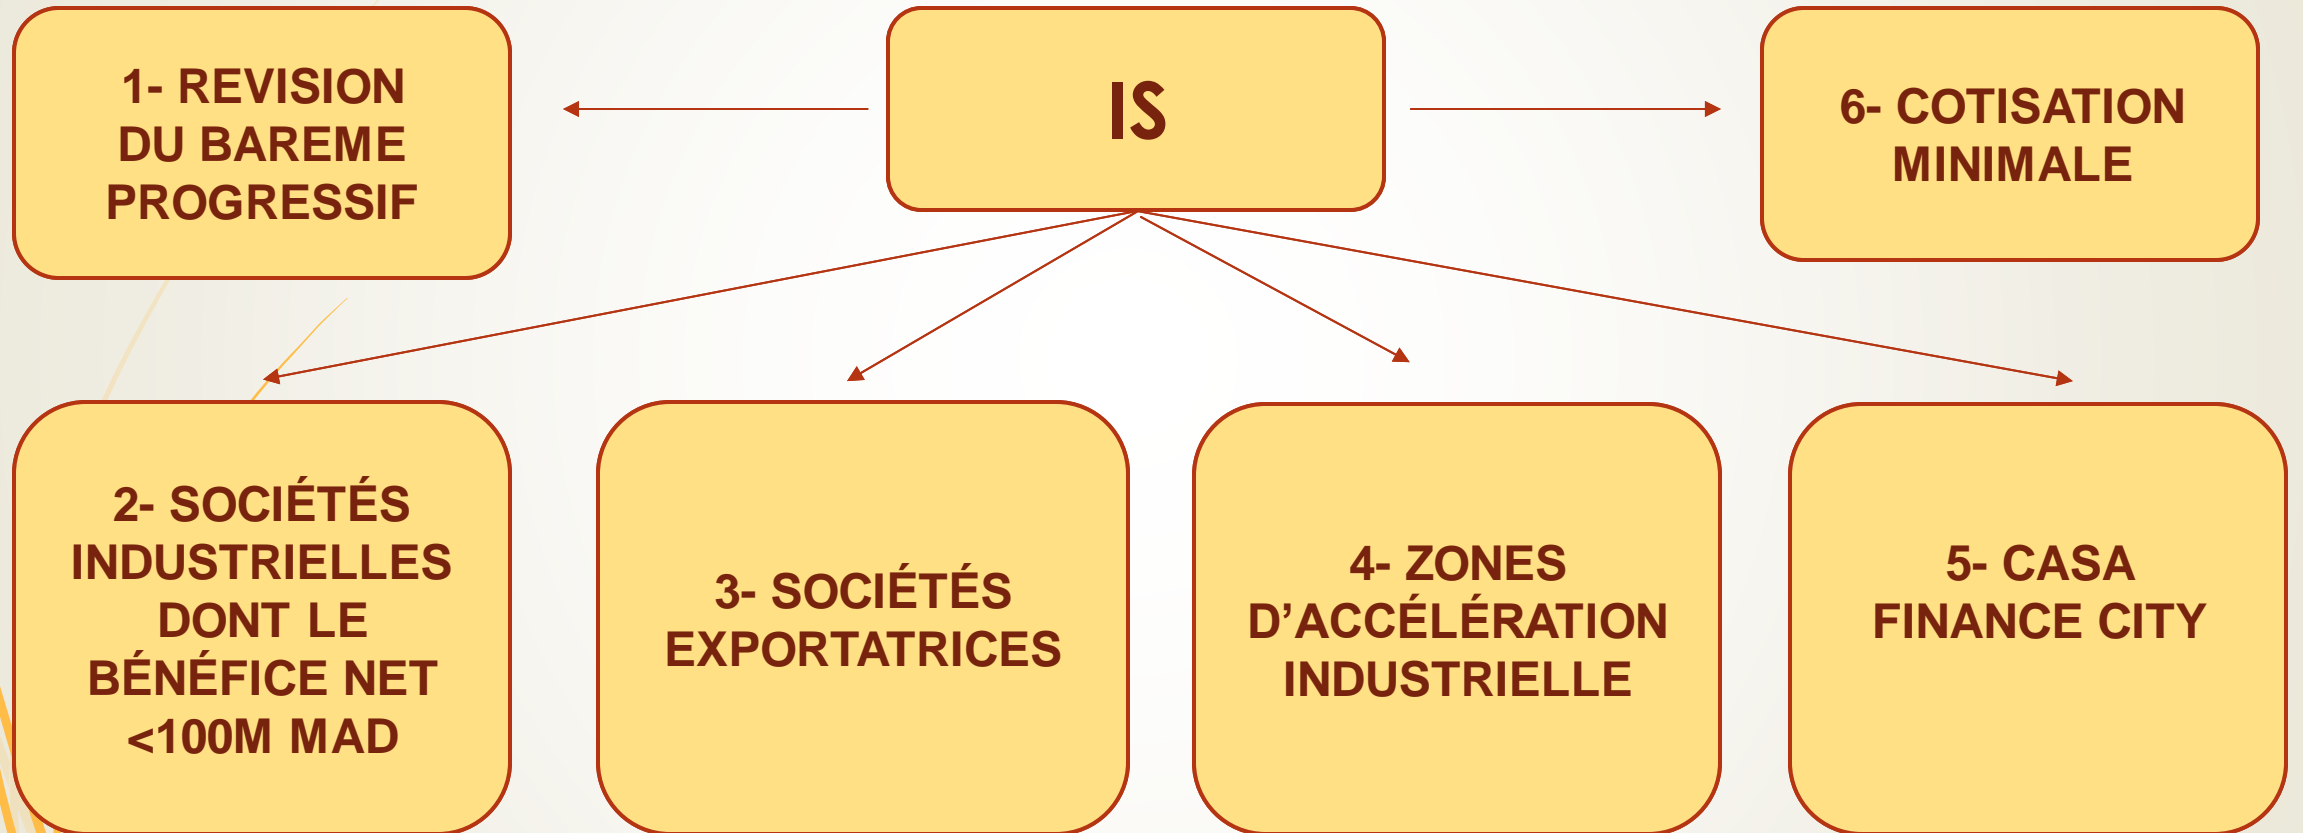 1- REVISION
DU BAREME
PROGRESSIF
IS
6- COTISATION
MINIMALE
2- SOCIÉTÉS
INDUSTRIELLES
DONT LE
BÉNÉFICE NET
<100M MAD
3- SOCIÉTÉS
EXPORTATRICES
4- ZONES
D’ACCÉLÉRATION
INDUSTRIELLE
5- CASA
FINANCE CITY